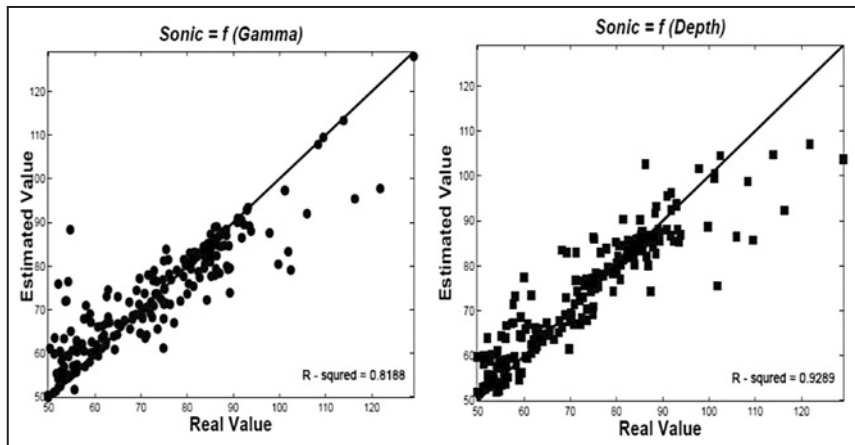 Sonic = f (Gamma)
Estimated Value
120
110
100
90
80
70
60
50
R - squred = 0.8188
50 60 70 80 90 100 110 120
Real Value
Sonic = f (Depth)
Estimated Value
120
110
100
90
80
70
60
50
R - squred = 0.9289
50 60 70 80 90 100 110 120
Real Value